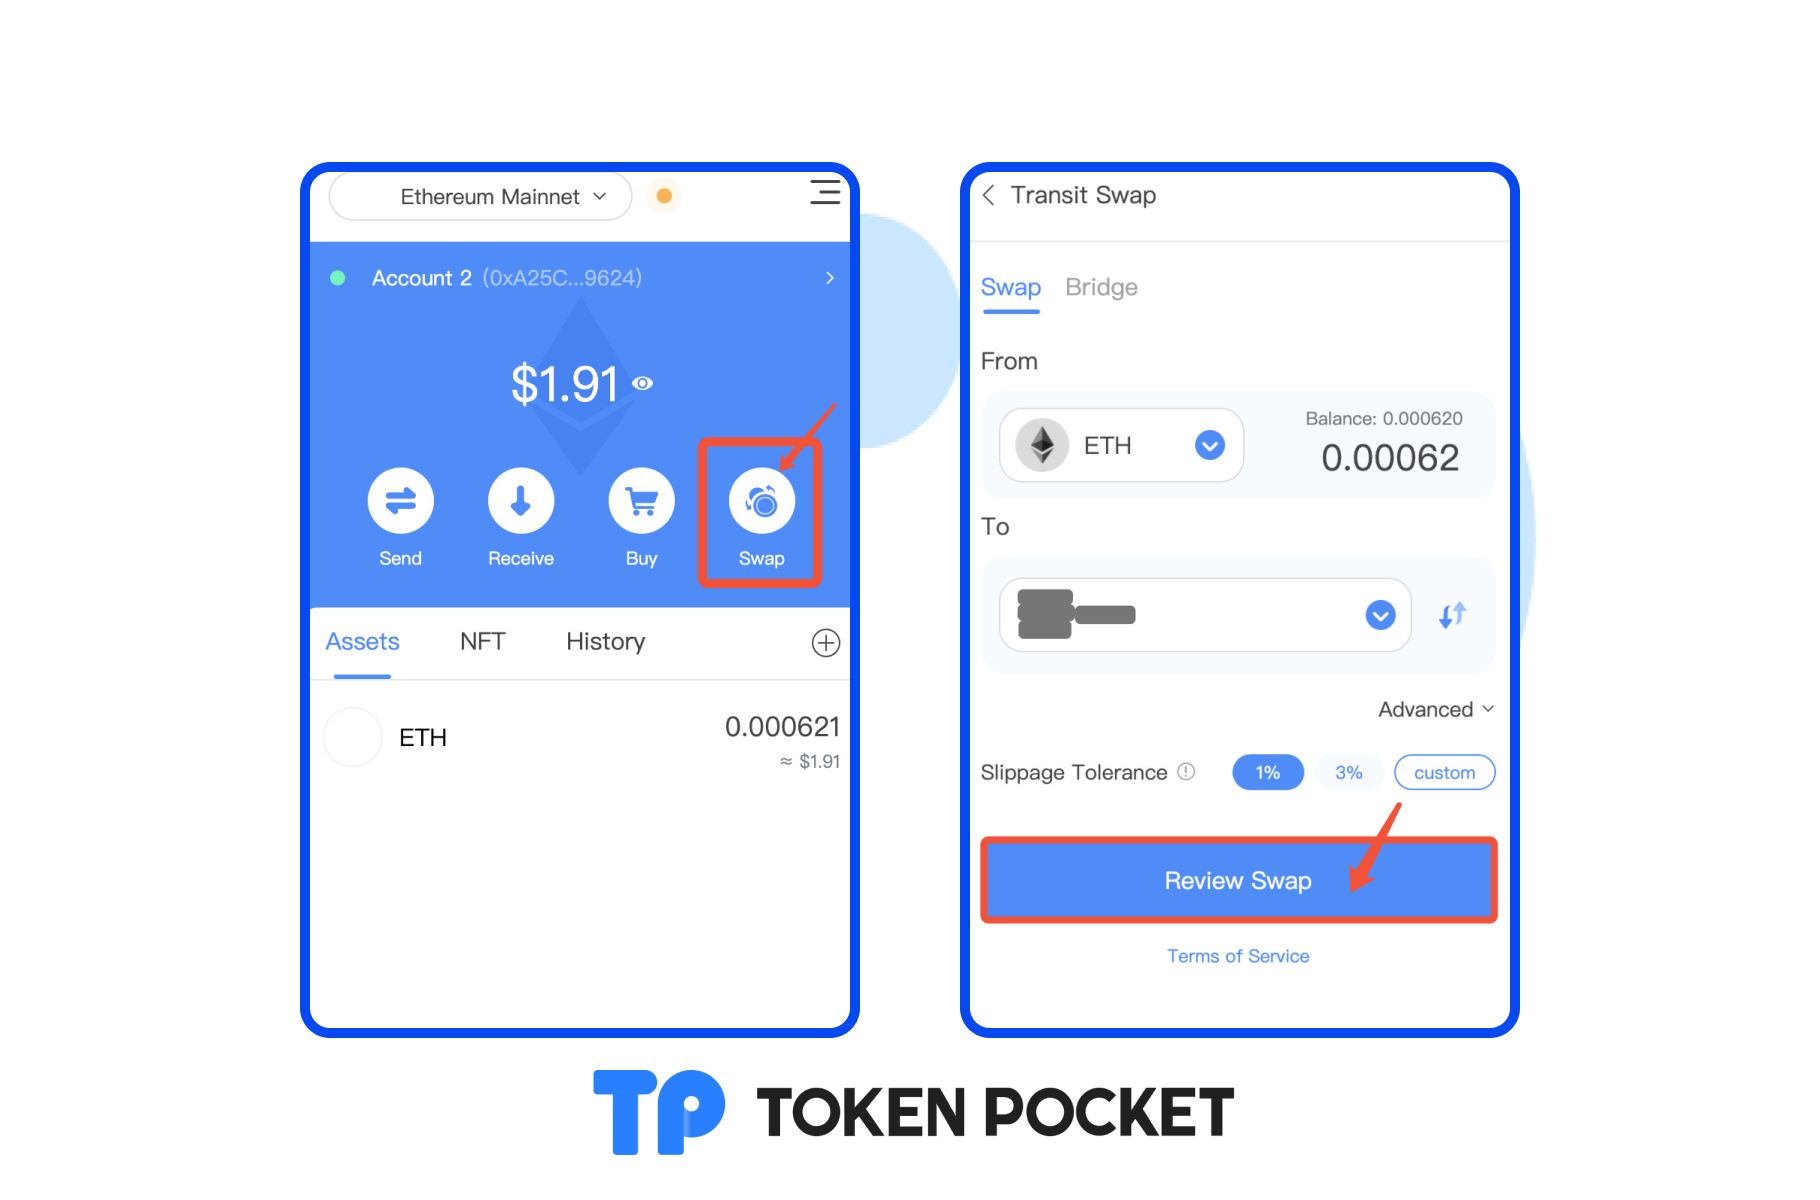 Ethereum Mainnet
Account 2 (0xA25C...9624)
$1.91
Send Receive Buy Swap
Assets NFT History
ETH 0.000621
≈ $1.91
Transit Swap
Swap Bridge
From
Balance: 0.000620
ETH 0.00062
To
Advanced
Slippage Tolerance 1% 3% custom
Review Swap
Terms of Service
TP TOKEN POCKET